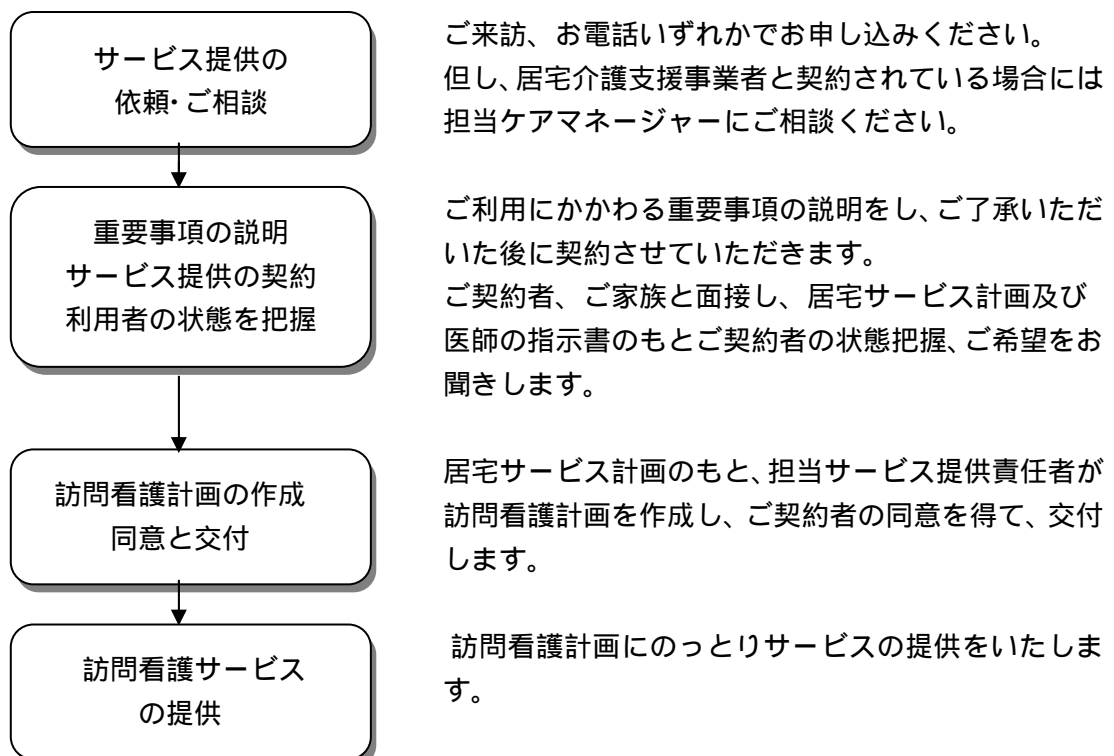 サービス提供の
依頼・ご相談
ご来訪、お電話いずれかでお申し込みください。
但し、居宅介護支援事業者と契約されている場合には
担当ケアマネージャーにご相談ください。
重要事項の説明
サービス提供の契約
利用者の状態を把握
ご利用にかかわる重要事項の説明をし、ご了承いただ
いた後に契約させていただきます。
ご契約者、ご家族と面接し、居宅サービス計画及び
医師の指示書のもとご契約者の状態把握、ご希望をお
聞きします。
訪問看護計画の作成
同意と交付
居宅サービス計画のもと、担当サービス提供責任者が
訪問看護計画を作成し、ご契約者の同意を得て、交付
します。
訪問看護サービス
の提供
訪問看護計画にのっとりサービスの提供をいたしま
す。